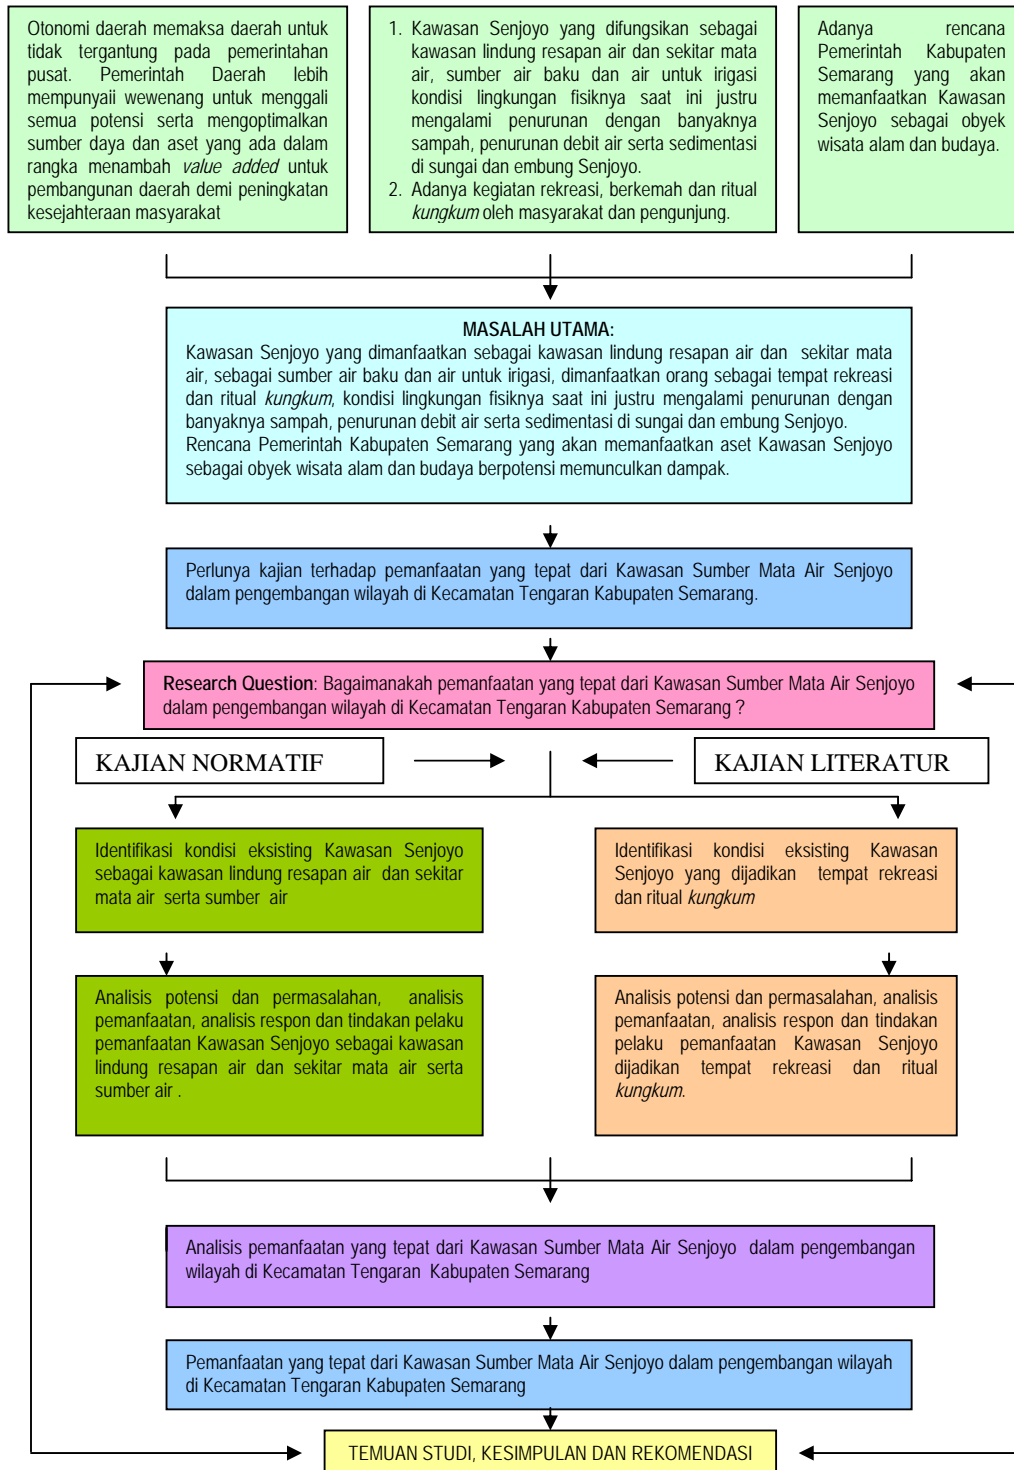 Otonomi daerah memaksa daerah untuk
tidak tergantung pada pemerintahan
pusat. Pemerintah Daerah lebih
mempunyaii wewenang untuk menggali
semua potensi serta mengoptimalkan
sumber daya dan aset yang ada dalam
rangka menambah value added untuk
pembangunan daerah demi peningkatan
kesejahteraan masyarakat
1. Kawasan Senjoyo yang difungsikan sebagai
kawasan lindung resapan air dan sekitar mata
air, sumber air baku dan air untuk irigasi
kondisi lingkungan fisiknya saat ini justru
mengalami penurunan dengan banyaknya
sampah, penurunan debit air serta sedimentasi
di sungai dan embung Senjoyo.
2. Adanya kegiatan rekreasi, berkemah dan ritual
kungkum oleh masyarakat dan pengunjung.
Adanya rencana
Pemerintah Kabupaten
Semarang yang akan
memanfaatkan Kawasan
Senjoyo sebagai obyek
wisata alam dan budaya.
MASALAH UTAMA:
Kawasan Senjoyo yang dimanfaatkan sebagai kawasan lindung resapan air dan sekitar mata
air, sebagai sumber air baku dan air untuk irigasi, dimanfaatkan orang sebagai tempat rekreasi
dan ritual kungkum, kondisi lingkungan fisiknya saat ini justru mengalami penurunan dengan
banyaknya sampah, penurunan debit air serta sedimentasi di sungai dan embung Senjoyo.
Rencana Pemerintah Kabupaten Semarang yang akan memanfaatkan aset Kawasan Senjoyo
sebagai obyek wisata alam dan budaya berpotensi memunculkan dampak.
Perlunya kajian terhadap pemanfaatan yang tepat dari Kawasan Sumber Mata Air Senjoyo
dalam pengembangan wilayah di Kecamatan Tengaran Kabupaten Semarang.
Research Question: Bagaimanakah pemanfaatan yang tepat dari Kawasan Sumber Mata Air Senjoyo
dalam pengembangan wilayah di Kecamatan Tengaran Kabupaten Semarang ?
KAJIAN NORMATIF
KAJIAN LITERATUR
Identifikasi kondisi eksisting Kawasan Senjoyo
sebagai kawasan lindung resapan air dan sekitar
mata air serta sumber air
Identifikasi kondisi eksisting Kawasan
Senjoyo yang dijadikan tempat rekreasi
dan ritual kungkum
Analisis potensi dan permasalahan, analisis
pemanfaatan, analisis respon dan tindakan pelaku
pemanfaatan Kawasan Senjoyo sebagai kawasan
lindung resapan air dan sekitar mata air serta
sumber air .
Analisis potensi dan permasalahan, analisis
pemanfaatan, analisis respon dan tindakan
pelaku pemanfaatan Kawasan Senjoyo
dijadikan tempat rekreasi dan ritual
kungkum.
Analisis pemanfaatan yang tepat dari Kawasan Sumber Mata Air Senjoyo dalam pengembangan
wilayah di Kecamatan Tengaran Kabupaten Semarang
Pemanfaatan yang tepat dari Kawasan Sumber Mata Air Senjoyo dalam pengembangan wilayah
di Kecamatan Tengaran Kabupaten Semarang
TEMUAN STUDI, KESIMPULAN DAN REKOMENDASI